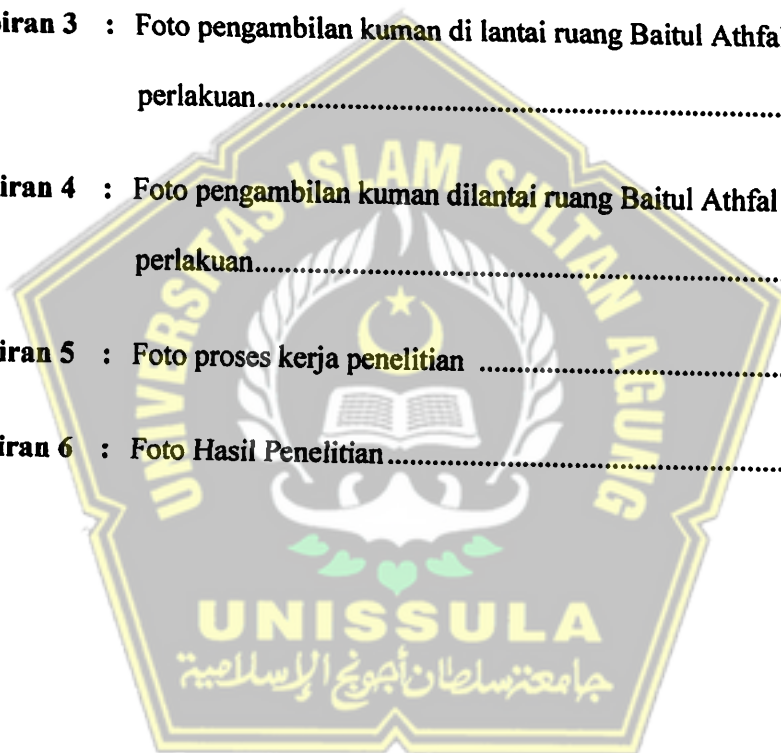 iran 3 : Foto pengambilan kuman di lantai ruang Baitul Athfa
perlakuan
iran 4 : Foto pengambilan kuman dilantai ruang Baitul Athfal
perlakuan
iran 5 : Foto proses kerja penelitian
iran 6 : Foto Hasil Penelitian
UNIVERSITAS ISLAM SULTAN AGUNG
UNISSULA
جامعة سلطان أجونج الإسلامية